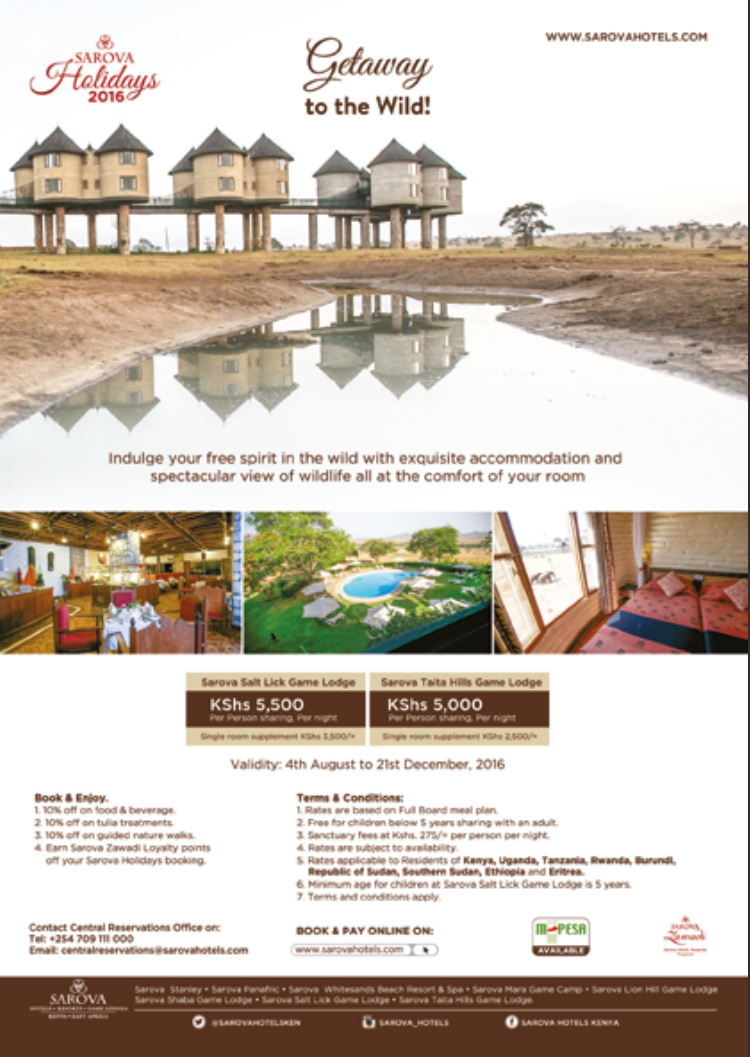 WWW.SAROVAHOTELS.COM
SAROVA
Holidays
2016
Getaway
to the Wild!
Indulge your free spirit in the wild with exquisite accommodation and
spectacular view of wildlife all at the comfort of your room
Sarova Salt Lick Game Lodge
KShs 5,500
Per Person sharing, Per night
Single room supplement KShs 3,500/=
Sarova Taita Hills Game Lodge
KShs 5,000
Per Person sharing, Per night
Single room supplement KShs 2,500/=
Validity: 4th August to 21st December, 2016
Book & Enjoy.
1. 10% off on food & beverage.
2. 10% off on tulia treatments.
3. 10% off on guided nature walks.
4. Earn Sarova Zawadi Loyalty points
off your Sarova Holidays booking.
Terms & Conditions:
1. Rates are based on Full Board meal plan.
2. Free for children below 5 years sharing with an adult.
3. Sanctuary fees at Kshs. 275/= per person per night.
4. Rates are subject to availability.
5. Rates applicable to Residents of Kenya, Uganda, Tanzania, Rwanda, Burundi,
Republic of Sudan, Southern Sudan, Ethiopia and Eritrea.
6. Minimum age for children at Sarova Salt Lick Game Lodge is 5 years.
7. Terms and conditions apply.
Contact Central Reservations Office on:
Tel: +254 709 111 000
Email: centralreservations@sarovahotels.com
BOOK & PAY ONLINE ON:
www.sarovahotels.com
M-PESA
AVAILABLE
SAROVA
Zawadi
SAROVA
HOTELS • RESORTS • GAME LODGES
KENYA • EAST AFRICA
Sarova Stanley • Sarova Panafric • Sarova Whitesands Beach Resort & Spa • Sarova Mara Game Camp • Sarova Lion Hill Game Lodge
Sarova Shaba Game Lodge • Sarova Salt Lick Game Lodge • Sarova Taita Hills Game Lodge.
@SAROVAHOTELSKEN
SAROVA_HOTELS
SAROVA HOTELS KENYA